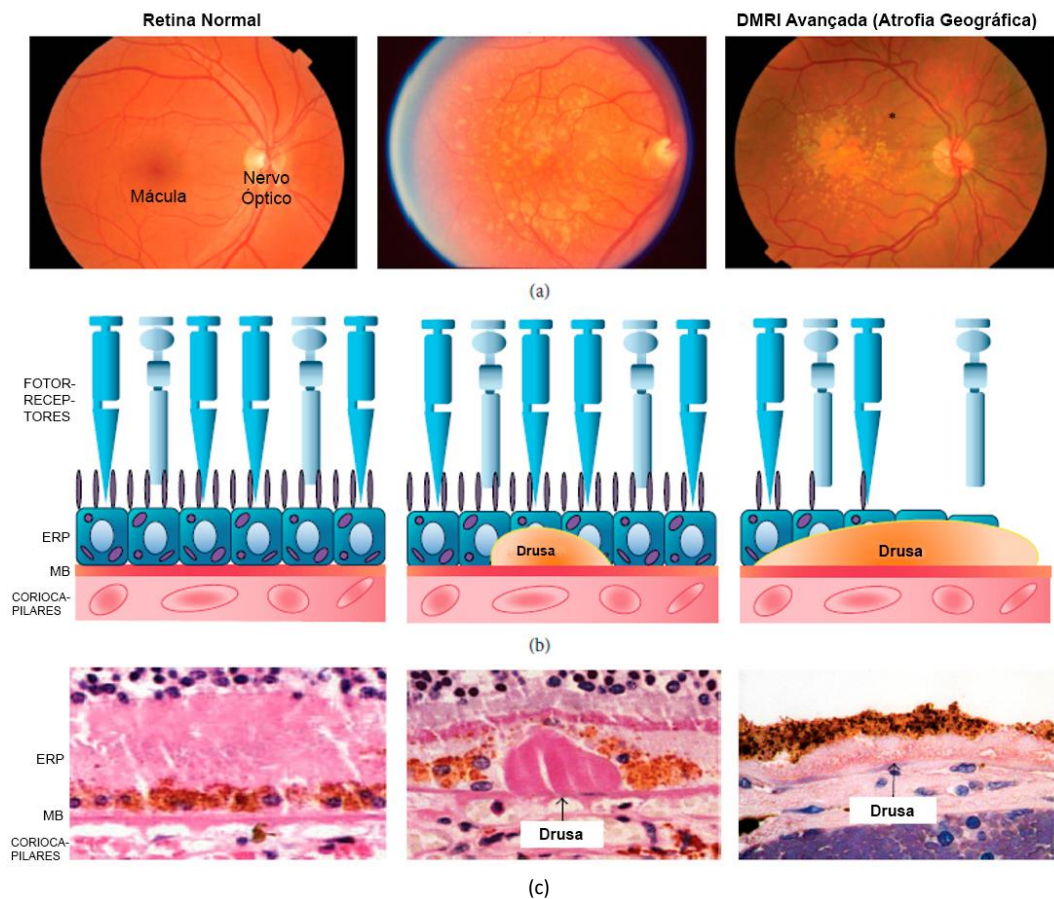 Retina Normal
DMRI Avançada (Atrofia Geográfica)
Mácula
Nervo
Óptico
*
(a)
FOTOR-
RECEP-
TORES
ERP
MB
CORIOCA-
PILARES
Drusa
Drusa
(b)
ERP
MB
CORIOCA-
PILARES
Drusa
Drusa
(c)